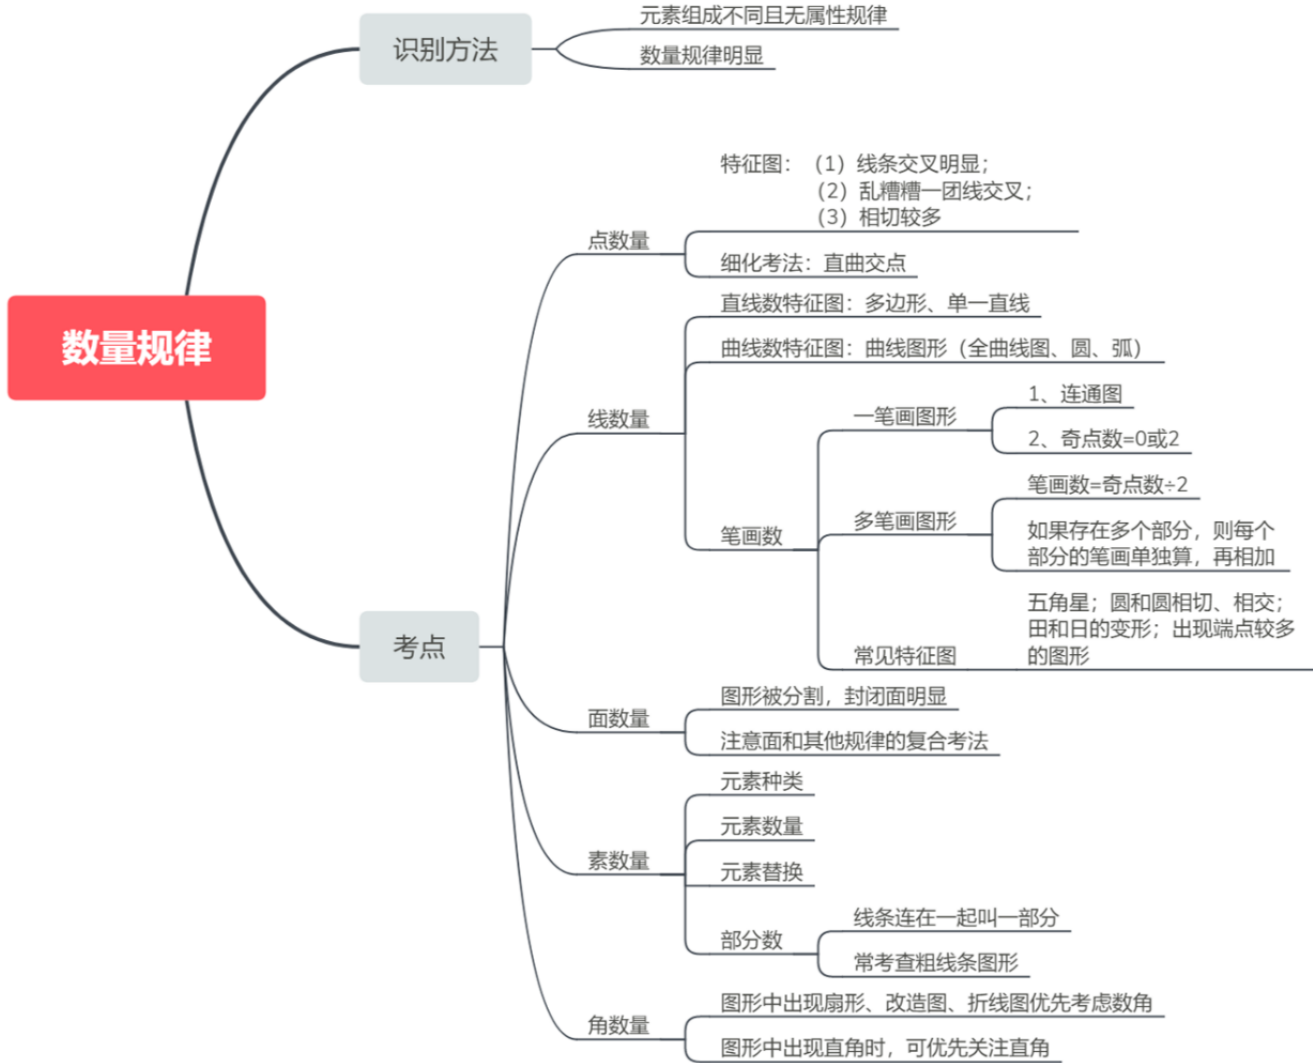 数量规律
识别方法
元素组成不同且无属性规律
数量规律明显
考点
点数量
特征图：（1）线条交叉明显；
（2）乱糟糟一团线交叉；
（3）相切较多
细化考法：直曲交点
线数量
直线数特征图：多边形、单一直线
曲线数特征图：曲线图形（全曲线图、圆、弧）
笔画数
一笔画图形
1、连通图
2、奇点数=0或2
多笔画图形
笔画数=奇点数÷2
如果存在多个部分，则每个
部分的笔画单独算，再相加
常见特征图
五角星；圆和圆相切、相交；
田和日的变形；出现端点较多
的图形
面数量
图形被分割，封闭面明显
注意面和其他规律的复合考法
素数量
元素种类
元素数量
元素替换
部分数
线条连在一起叫一部分
常考查粗线条图形
角数量
图形中出现扇形、改造图、折线图优先考虑数角
图形中出现直角时，可优先关注直角